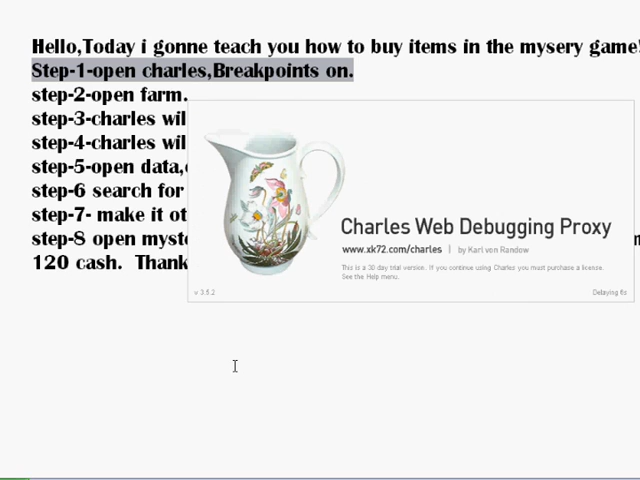 Hello,Today i gonne teach you how to buy items in the mysery game!
Step-1-open charles,Breakpoints on.
step-2-open farm.
step-3-charles wil
step-4-charles wil
step-5-open data,
step-6 search for
step-7- make it ot
step-8 open myste
120 cash. Thank
Charles Web Debugging Proxy
www.xk72.com/charles | by Karl von Randow
This is a 30 day trial version. If you continue using Charles you must purchase a license.
See the Help menu.
v 3.5.2
Delaying 6s